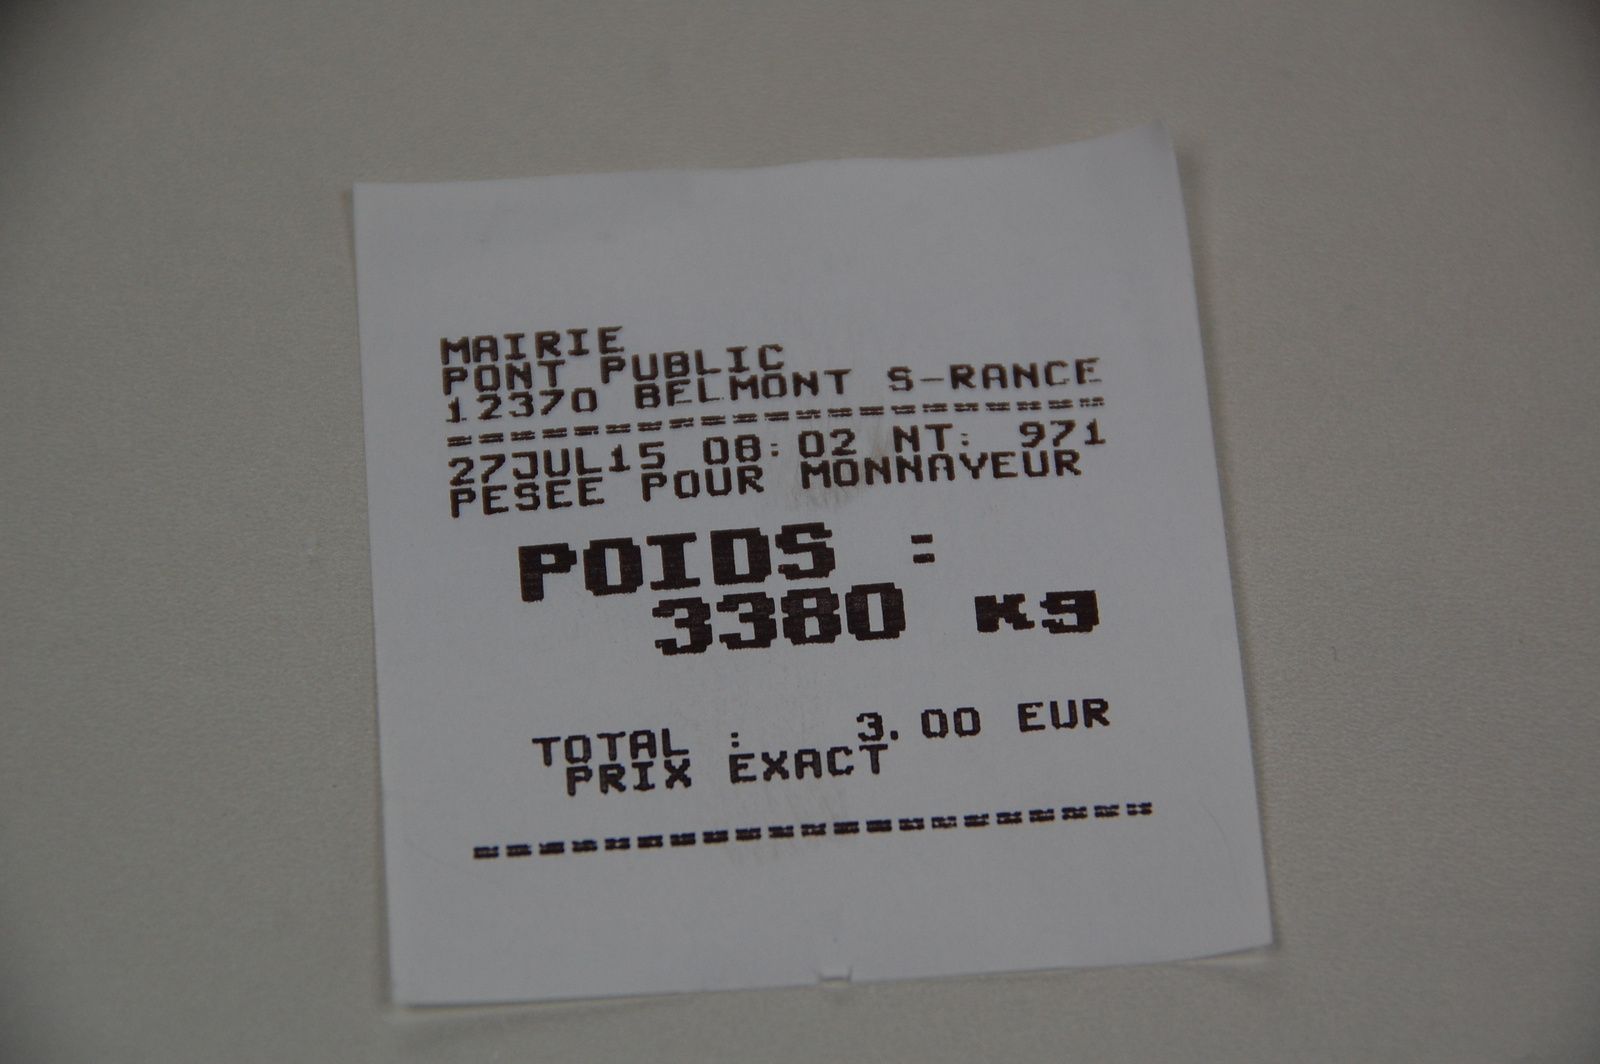 MAIRIE
PONT PUBLIC
12370 BELMONT S-RANCE
=====================
27JUL15 08:02 NT: 971
PESEE POUR MONNAYEUR
POIDS :
3380 kg
TOTAL : 3.00 EUR
PRIX EXACT
=====================